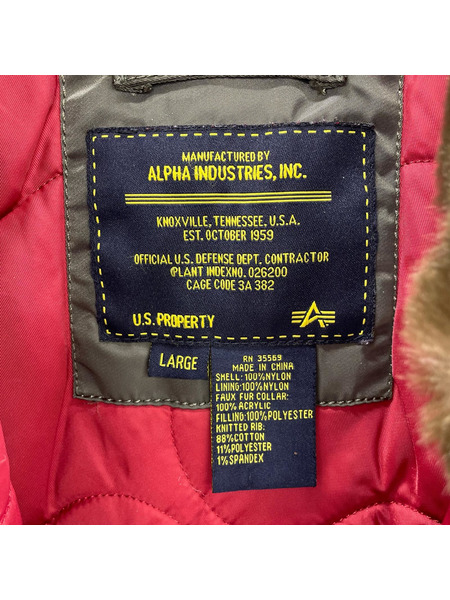 MANUFACTURED BY
ALPHA INDUSTRIES, INC.
KNOXVILLE, TENNESSEE, U.S.A.
EST. OCTOBER 1959
OFFICIAL U.S. DEFENSE DEPT. CONTRACTOR
@PLANT INDEXNO. 026200
CAGE CODE 3A 382
U.S. PROPERTY
LARGE
RN 35569
MADE IN CHINA
SHELL:100%NYLON
LINING:100%NYLON
FAUX FUR COLLAR:
100% ACRYLIC
FILLING:100%POLYESTER
KNITTED RIB:
88%COTTON
11%POLYESTER
1%SPANDEX